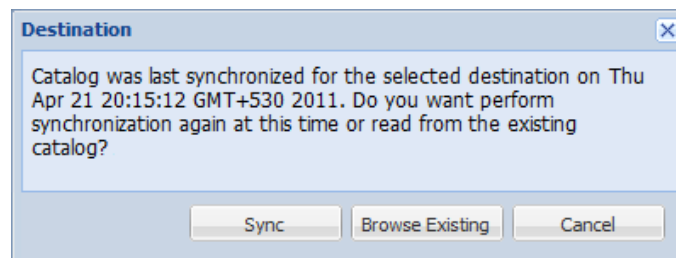 Destination
Catalog was last synchronized for the selected destination on Thu
Apr 21 20:15:12 GMT+530 2011. Do you want perform
synchronization again at this time or read from the existing
catalog?
Sync Browse Existing Cancel